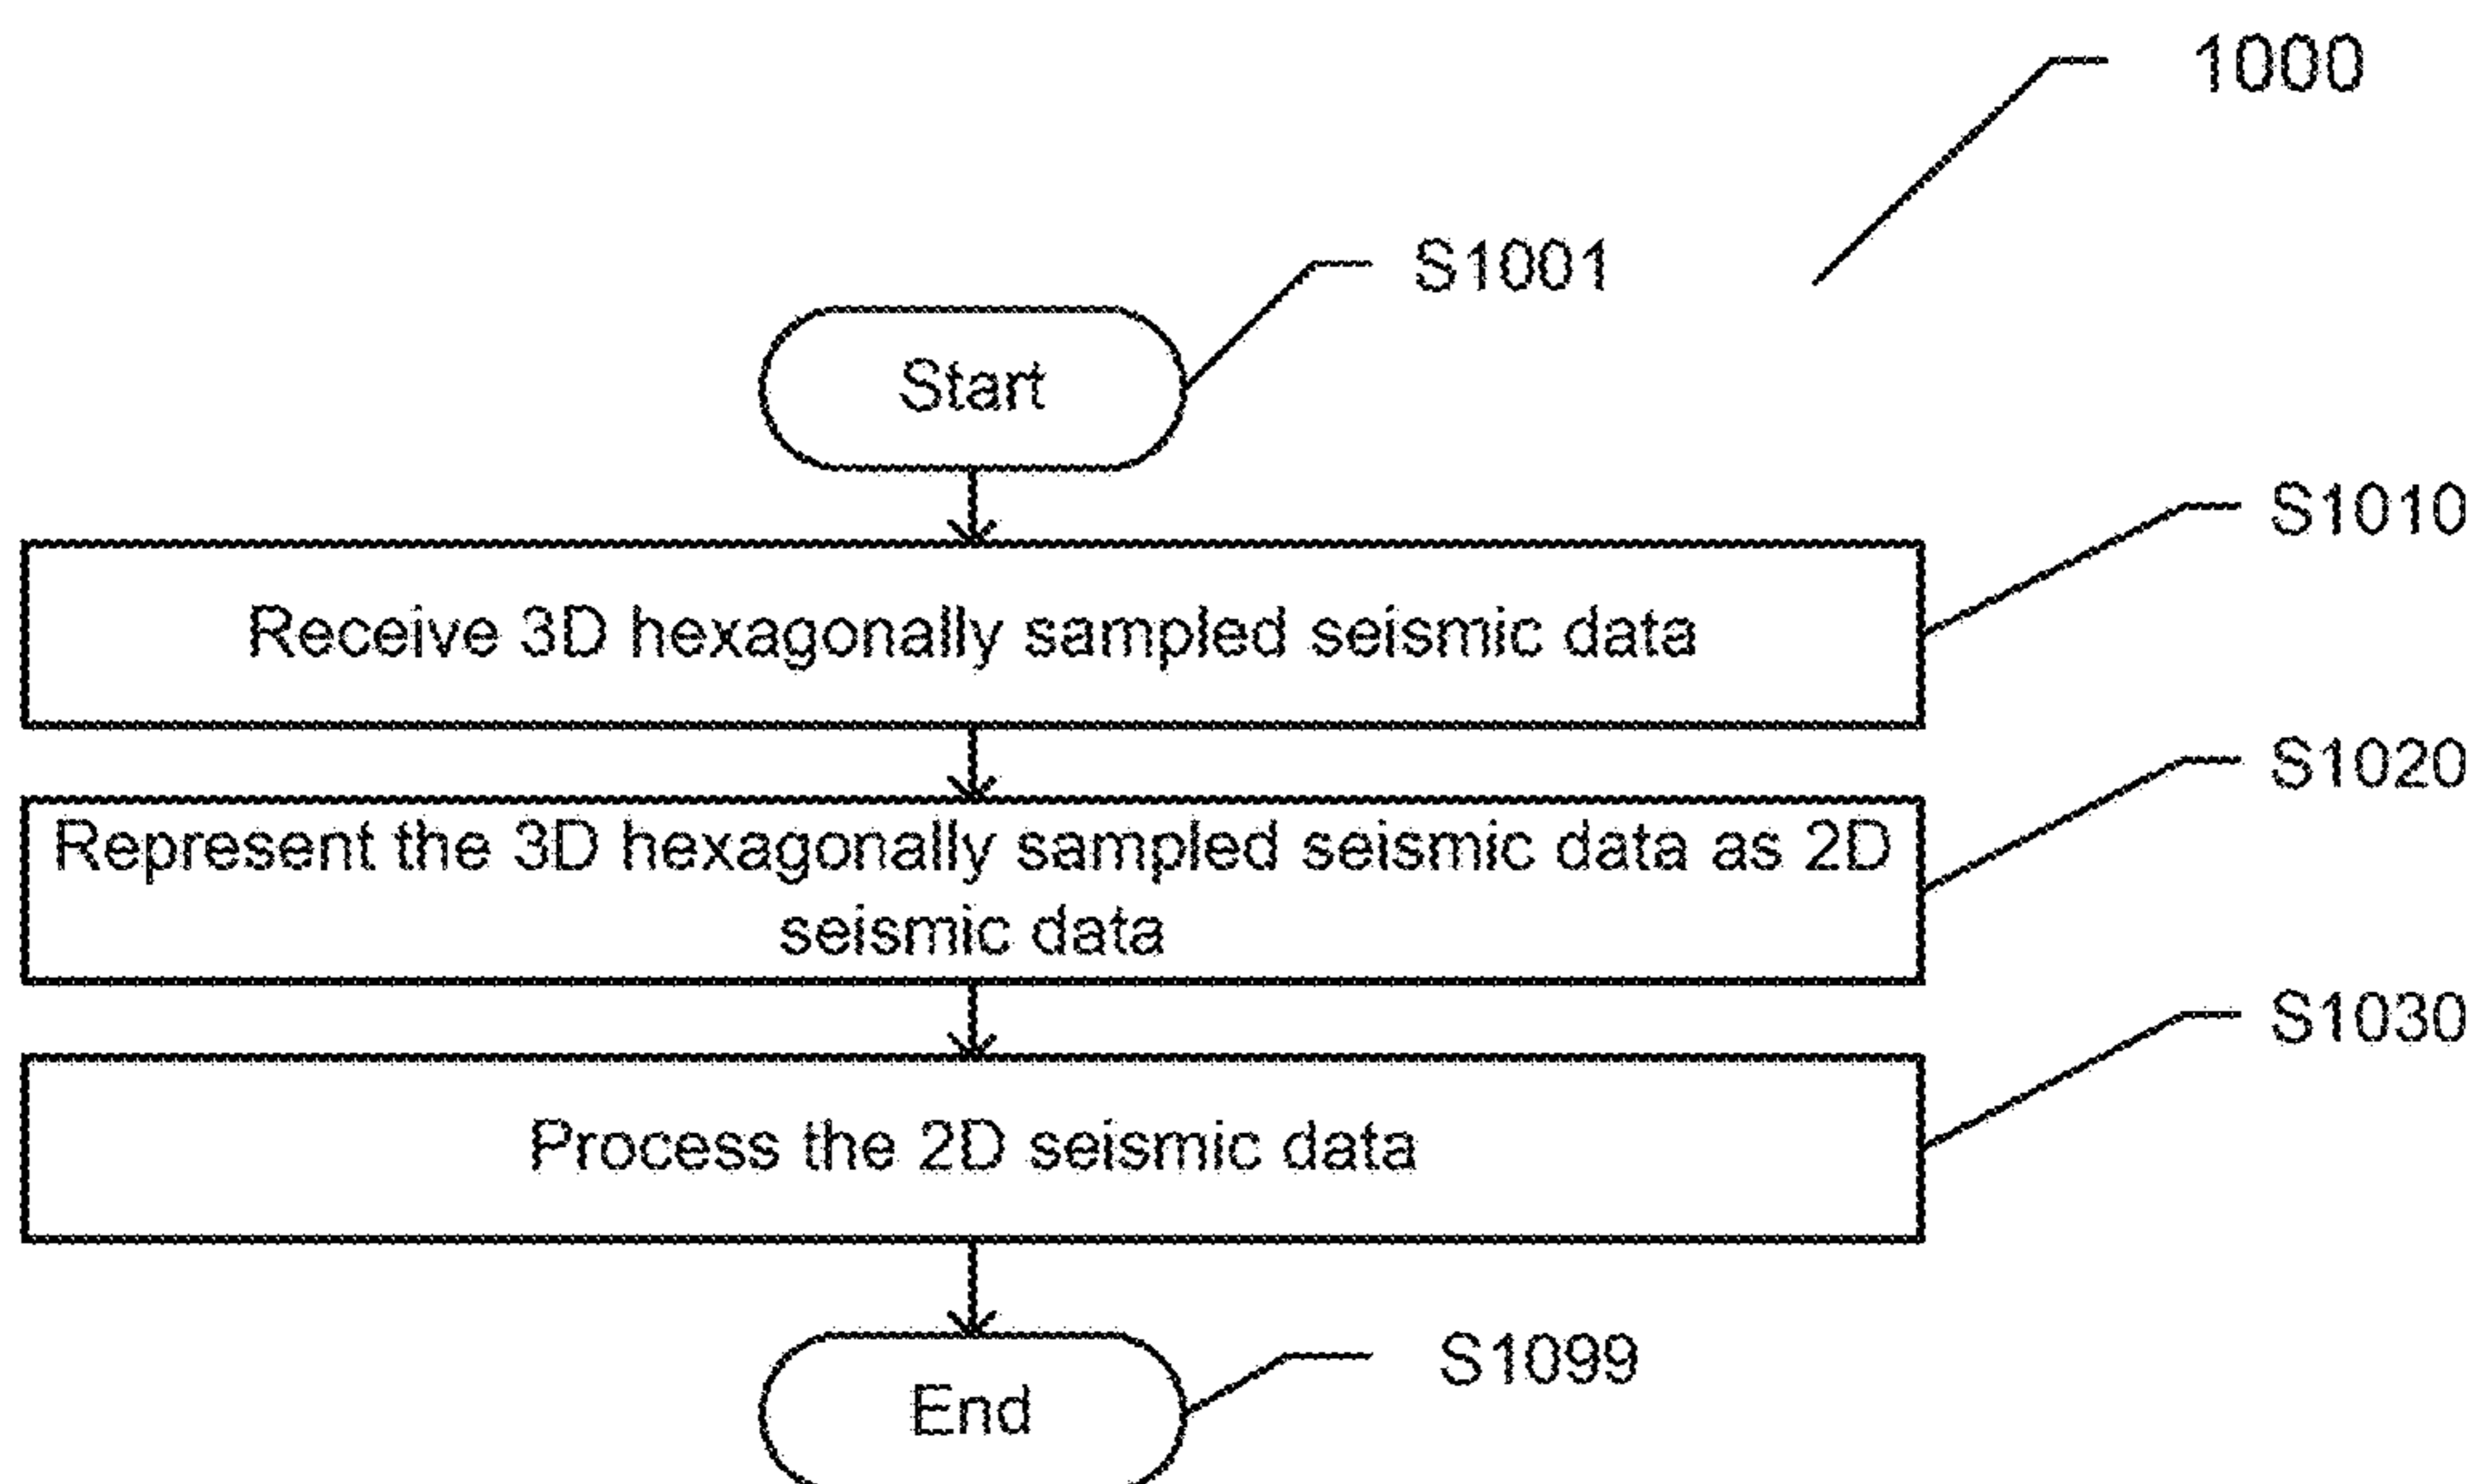 1000
S1001
Start
S1010
Receive 3D hexagonally sampled seismic data
S1020
Represent the 3D hexagonally sampled seismic data as 2D
seismic data
S1030
Process the 2D seismic data
S1099
End